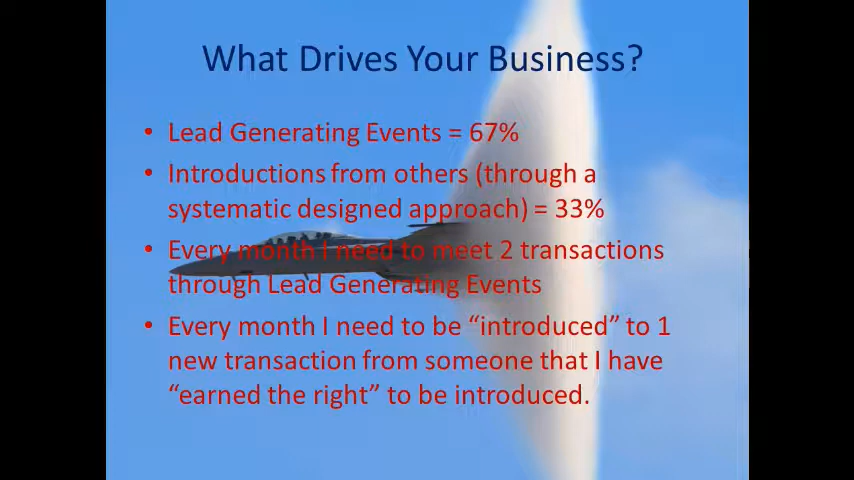 What Drives Your Business?
• Lead Generating Events = 67%
• Introductions from others (through a
systematic designed approach) = 33%
• Every month I need to meet 2 transactions
through Lead Generating Events
• Every month I need to be “introduced” to 1
new transaction from someone that I have
“earned the right” to be introduced.